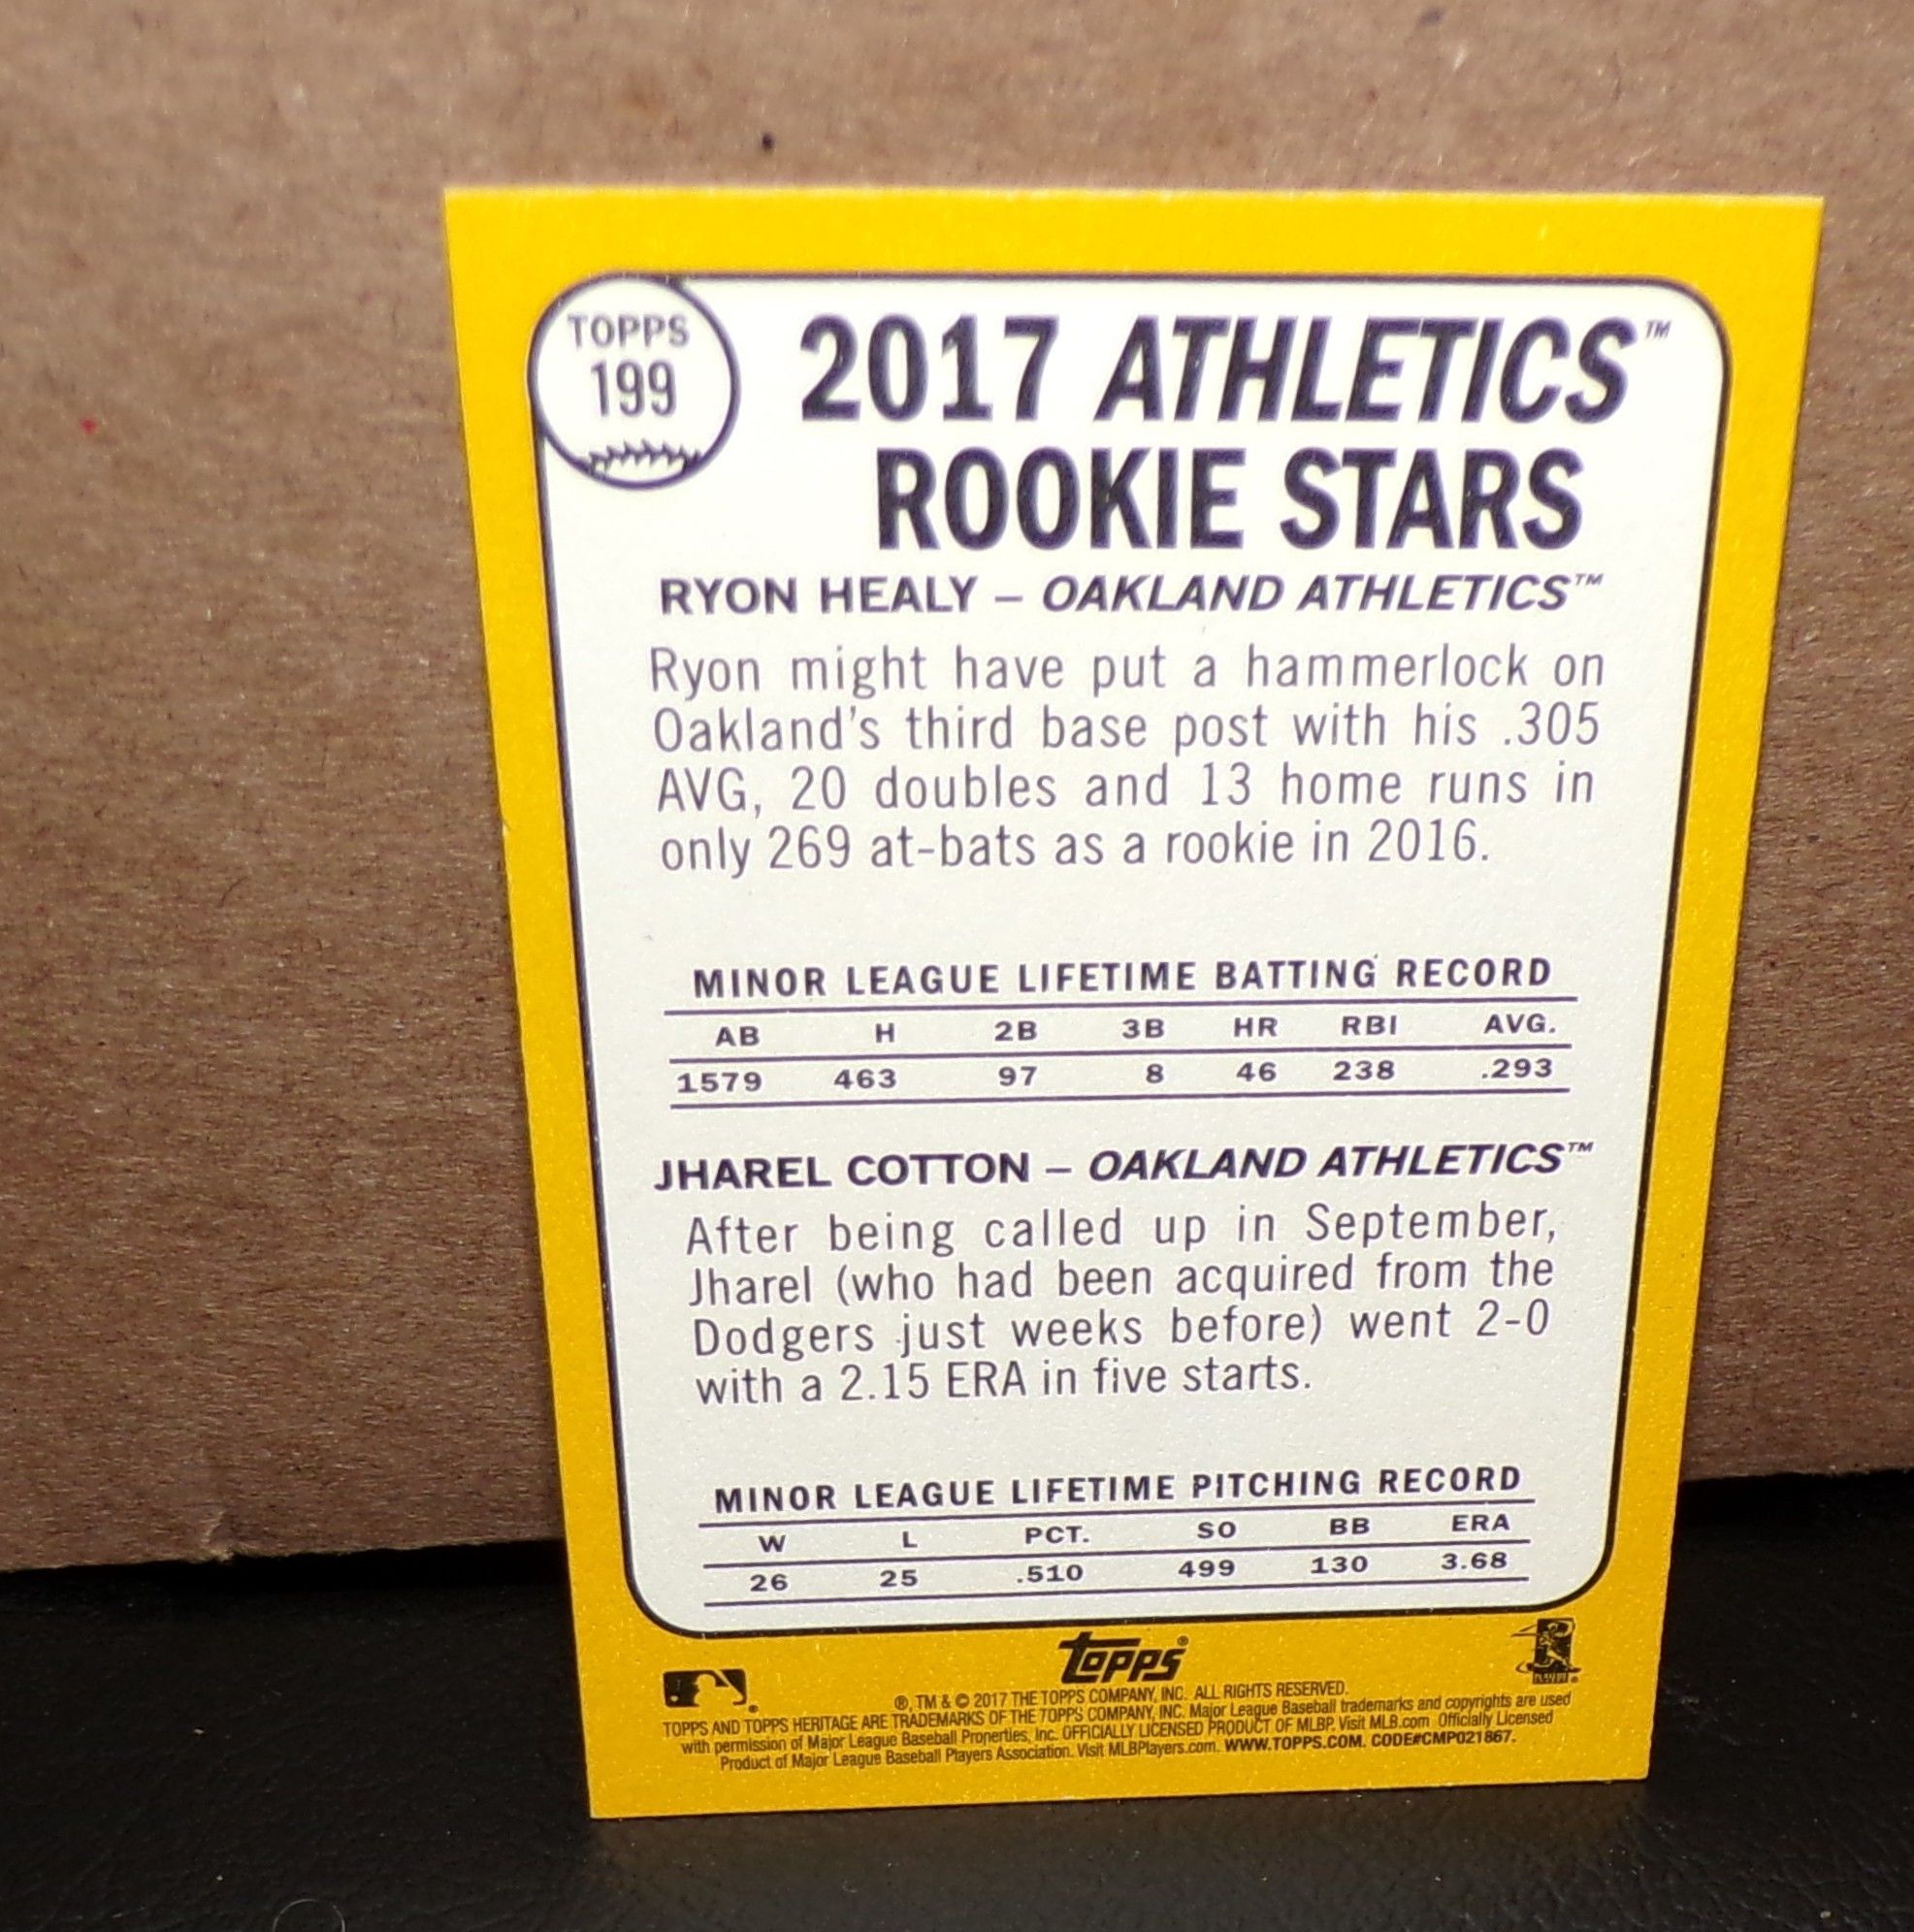 TOPPS
199
2017 ATHLETICS™
ROOKIE STARS
RYON HEALY – OAKLAND ATHLETICS™
Ryon might have put a hammerlock on
Oakland's third base post with his .305
AVG, 20 doubles and 13 home runs in
only 269 at-bats as a rookie in 2016.
MINOR LEAGUE LIFETIME BATTING RECORD
AB H 2B 3B HR RBI AVG.
1579 463 97 8 46 238 .293
JHAREL COTTON – OAKLAND ATHLETICS™
After being called up in September,
Jharel (who had been acquired from the
Dodgers just weeks before) went 2-0
with a 2.15 ERA in five starts.
MINOR LEAGUE LIFETIME PITCHING RECORD
W L PCT. SO BB ERA
26 25 .510 499 130 3.68
Topps®
®, TM & © 2017 THE TOPPS COMPANY, INC. ALL RIGHTS RESERVED.
TOPPS AND TOPPS HERITAGE ARE TRADEMARKS OF THE TOPPS COMPANY, INC. Major League Baseball trademarks and copyrights are used
with permission of Major League Baseball Properties, Inc. OFFICIALLY LICENSED PRODUCT OF MLBP. Visit MLB.com Officially Licensed
Product of Major League Baseball Players Association. Visit MLBPlayers.com. WWW.TOPPS.COM. CODE#CMP021867.